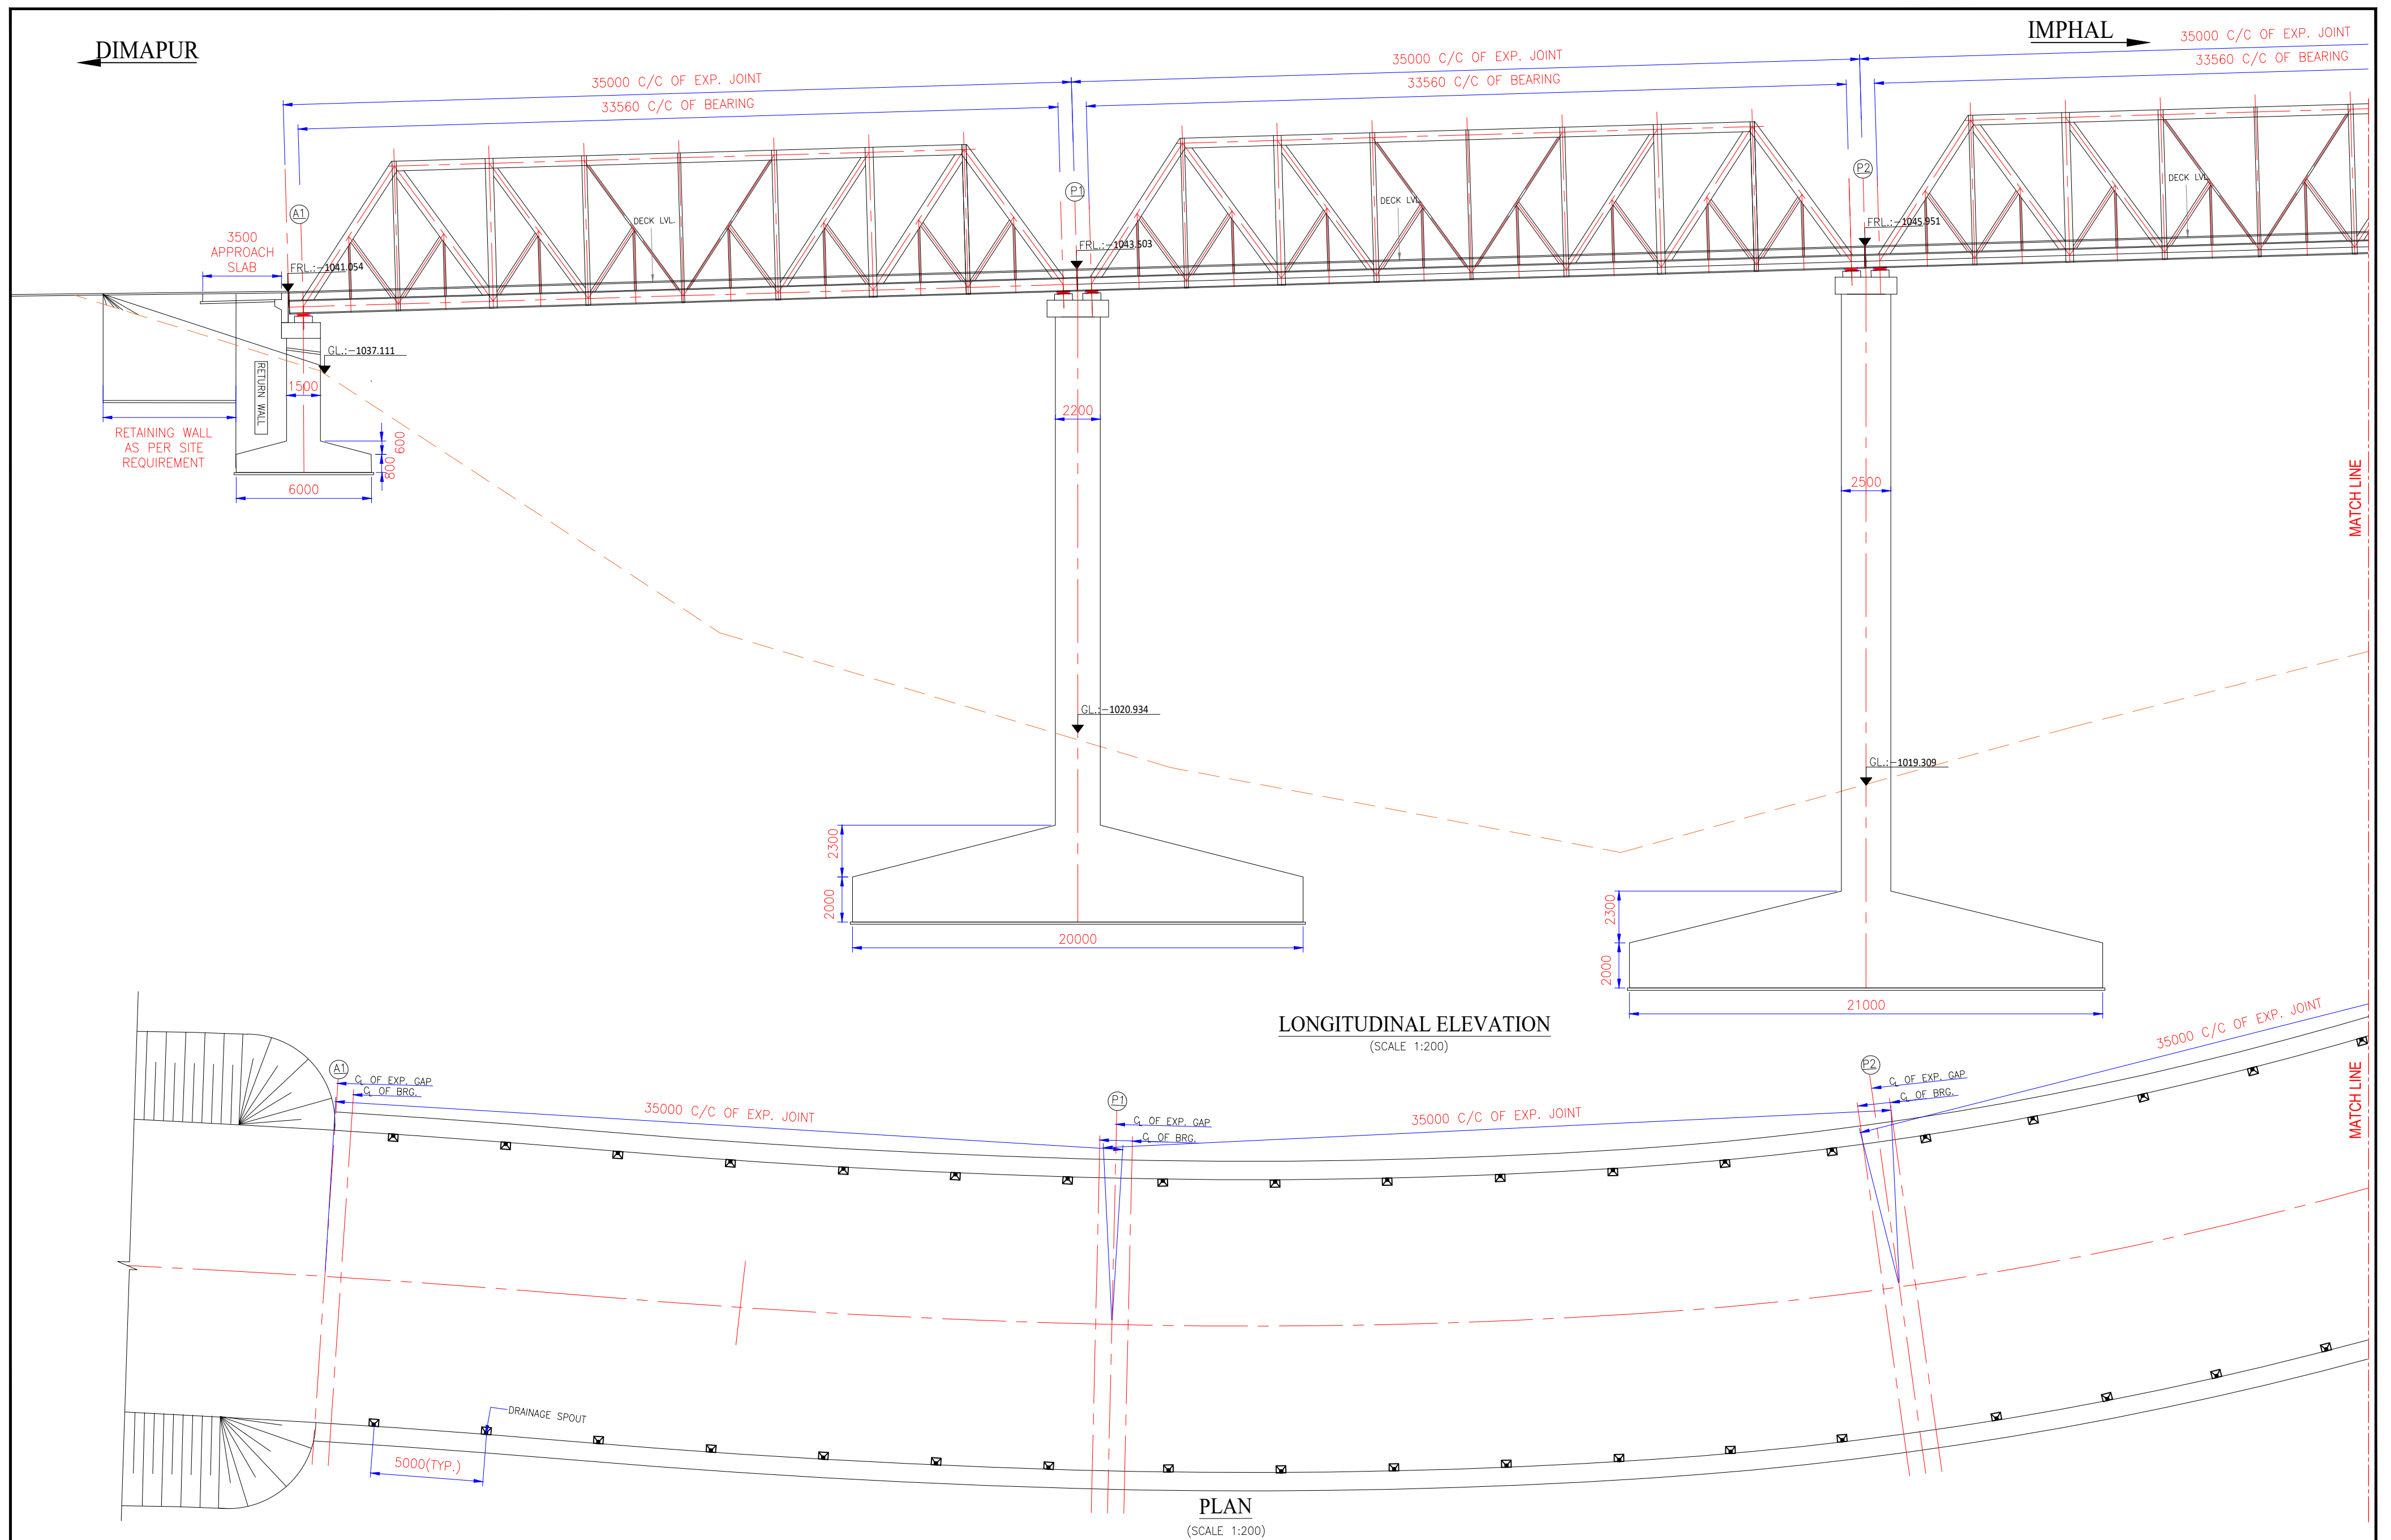 DIMAPUR
IMPHAL
35000 C/C OF EXP. JOINT
33560 C/C OF BEARING
35000 C/C OF EXP. JOINT
33560 C/C OF BEARING
35000 C/C OF EXP. JOINT
33560 C/C OF BEARING
A1
P1
P2
DECK LVL.
DECK LVL.
DECK LVL.
3500
APPROACH
SLAB
FRL.:-1041.054
FRL.:-1043.503
FRL.:-1045.951
GL.:-1037.111
RETURN WALL
1500
2200
2500
RETAINING WALL
AS PER SITE
REQUIREMENT
600
800
6000
MATCH LINE
GL.:-1020.934
GL.:-1019.309
2300
2000
20000
2300
2000
21000
LONGITUDINAL ELEVATION
(SCALE 1:200)
A1
℄ OF EXP. GAP
℄ OF BRG.
35000 C/C OF EXP. JOINT
P1
℄ OF EXP. GAP
℄ OF BRG.
35000 C/C OF EXP. JOINT
P2
℄ OF EXP. GAP
℄ OF BRG.
35000 C/C OF EXP. JOINT
MATCH LINE
DRAINAGE SPOUT
5000(TYP.)
PLAN
(SCALE 1:200)